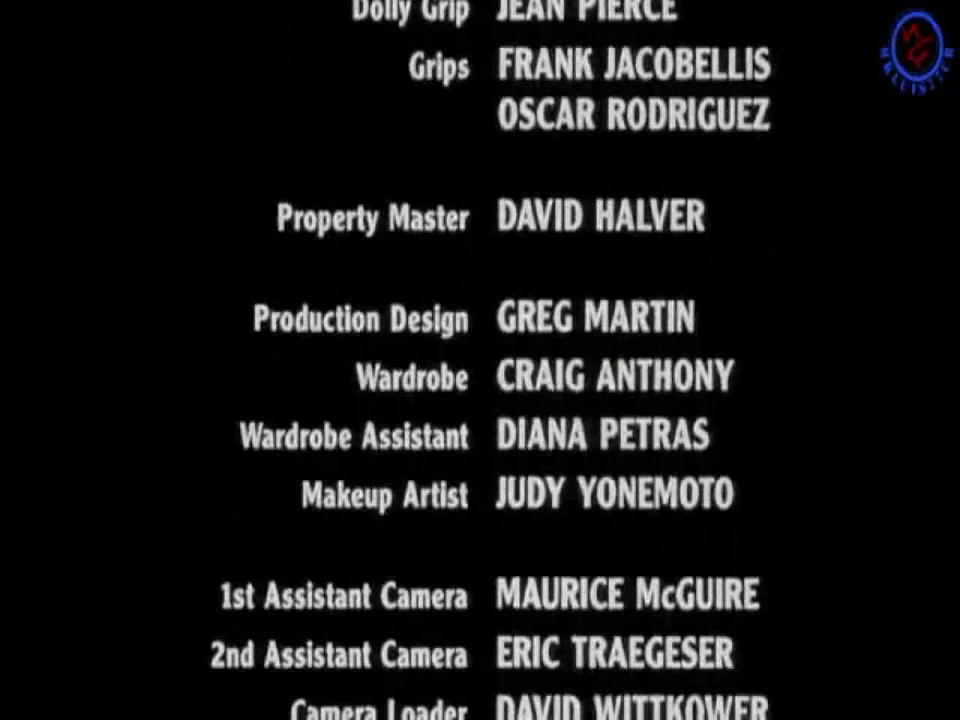 Dolly Grip JEAN PIERCE
Grips FRANK JACOBELLIS
OSCAR RODRIGUEZ
Property Master DAVID HALVER
Production Design GREG MARTIN
Wardrobe CRAIG ANTHONY
Wardrobe Assistant DIANA PETRAS
Makeup Artist JUDY YONEMOTO
1st Assistant Camera MAURICE McGUIRE
2nd Assistant Camera ERIC TRAEGESER
Camera Loader DAVID WITTKOWER